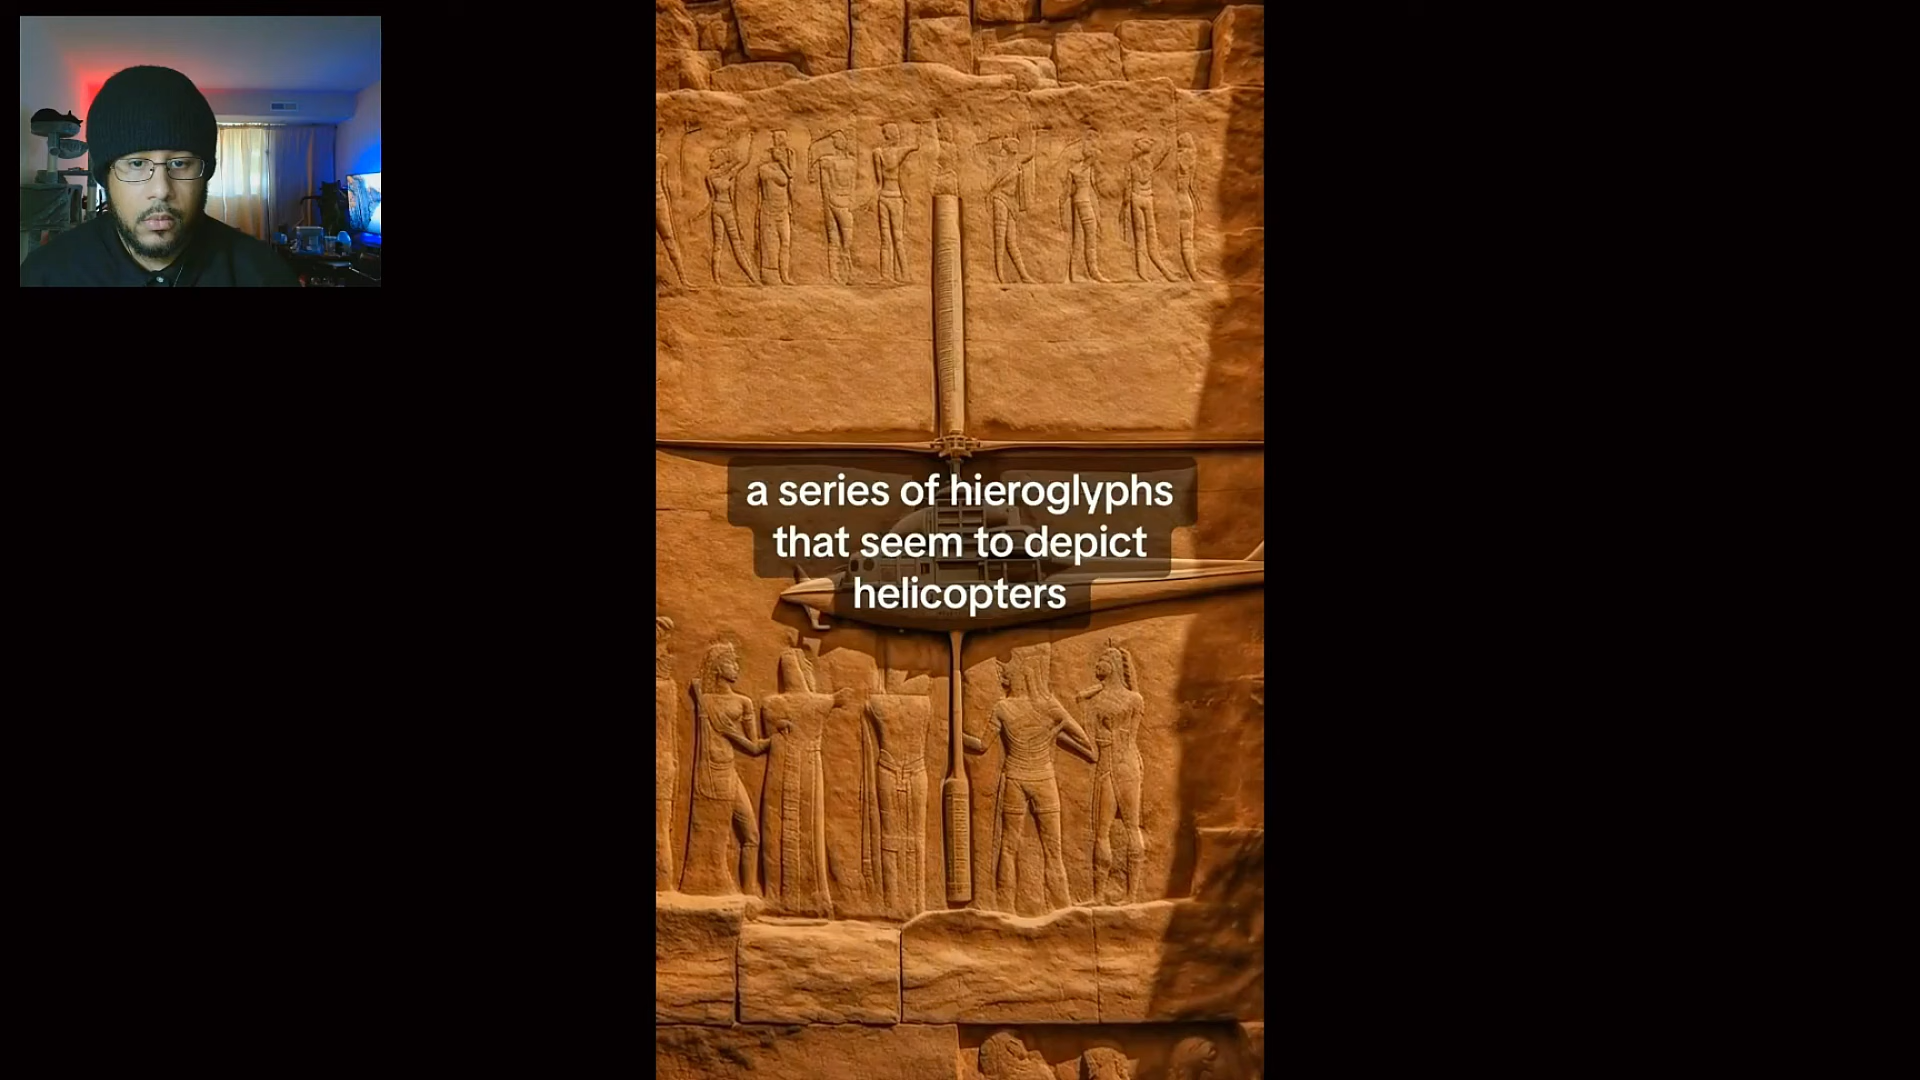 a series of hieroglyphs
that seem to depict
helicopters